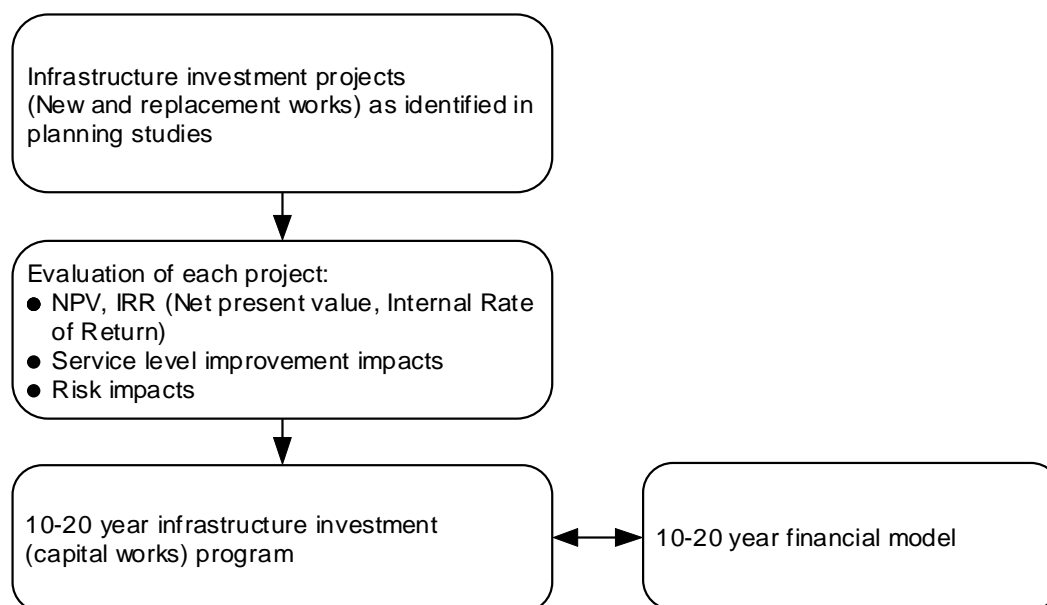 Infrastructure investment projects
(New and replacement works) as identified in
planning studies
Evaluation of each project:
● NPV, IRR (Net present value, Internal Rate
of Return)
● Service level improvement impacts
● Risk impacts
10-20 year infrastructure investment
(capital works) program
10-20 year financial model